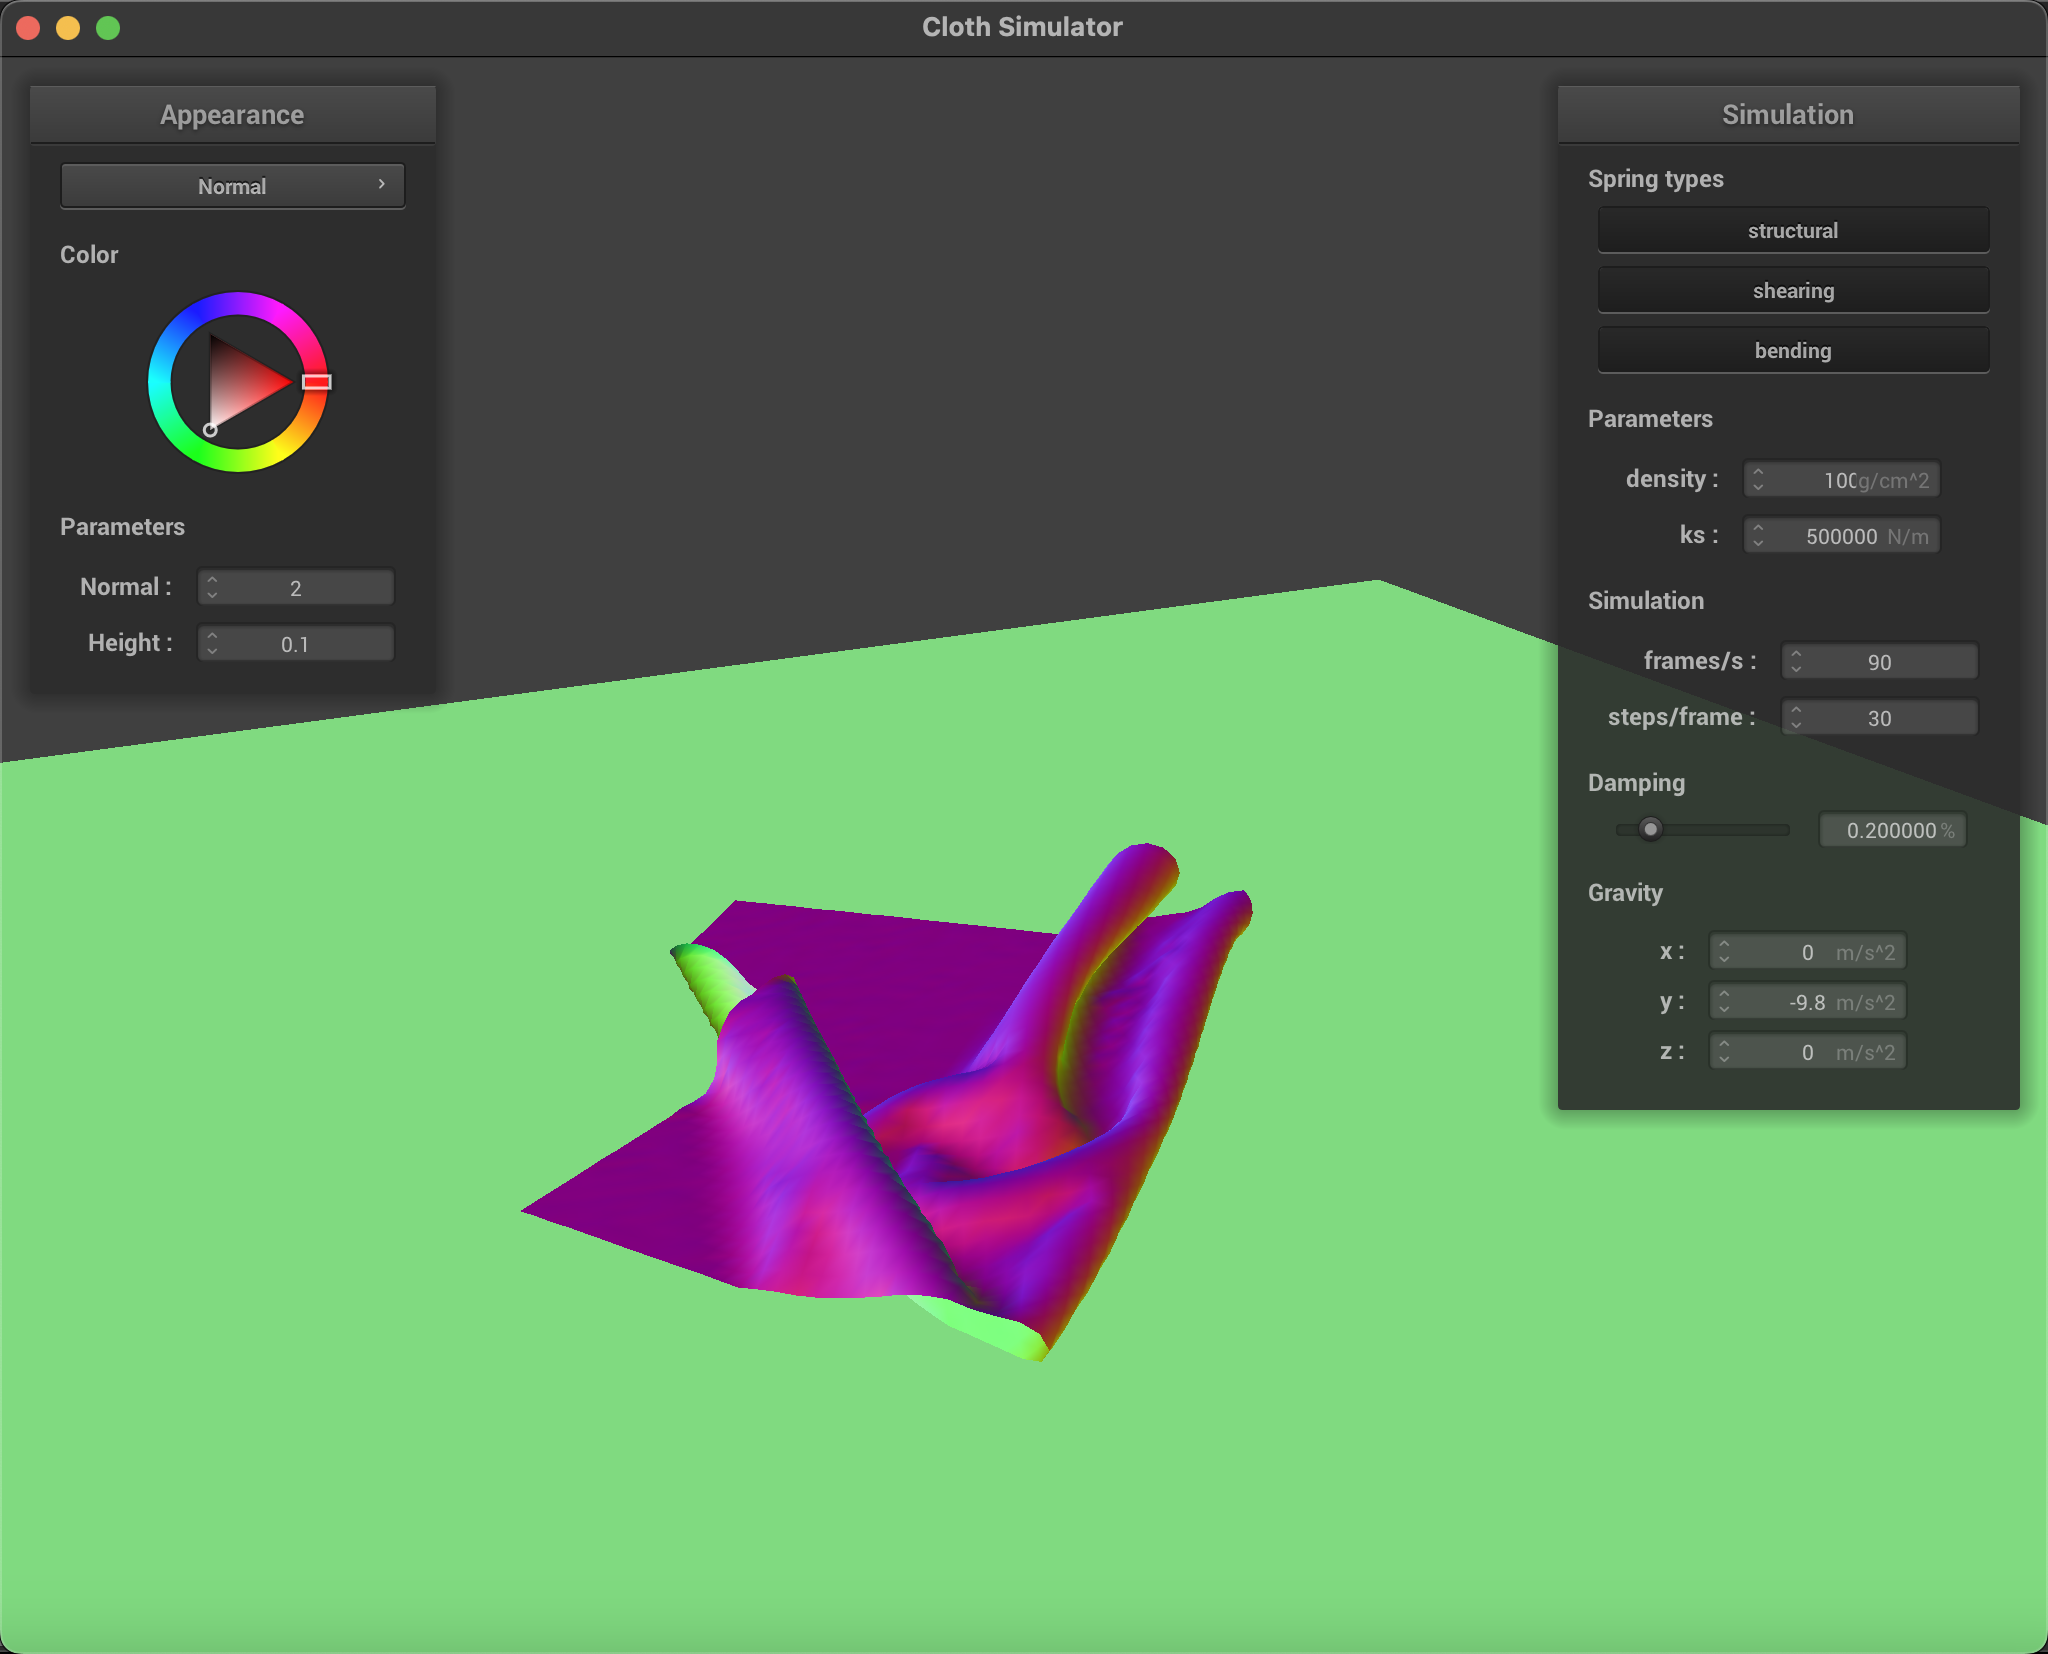 Cloth Simulator
Appearance
Normal
Color
Parameters
Normal : 2
Height : 0.1
Simulation
Spring types
structural
shearing
bending
Parameters
density : 100 g/cm^2
ks : 500000 N/m
Simulation
frames/s : 90
steps/frame : 30
Damping
0.200000 %
Gravity
x : 0 m/s^2
y : -9.8 m/s^2
z : 0 m/s^2